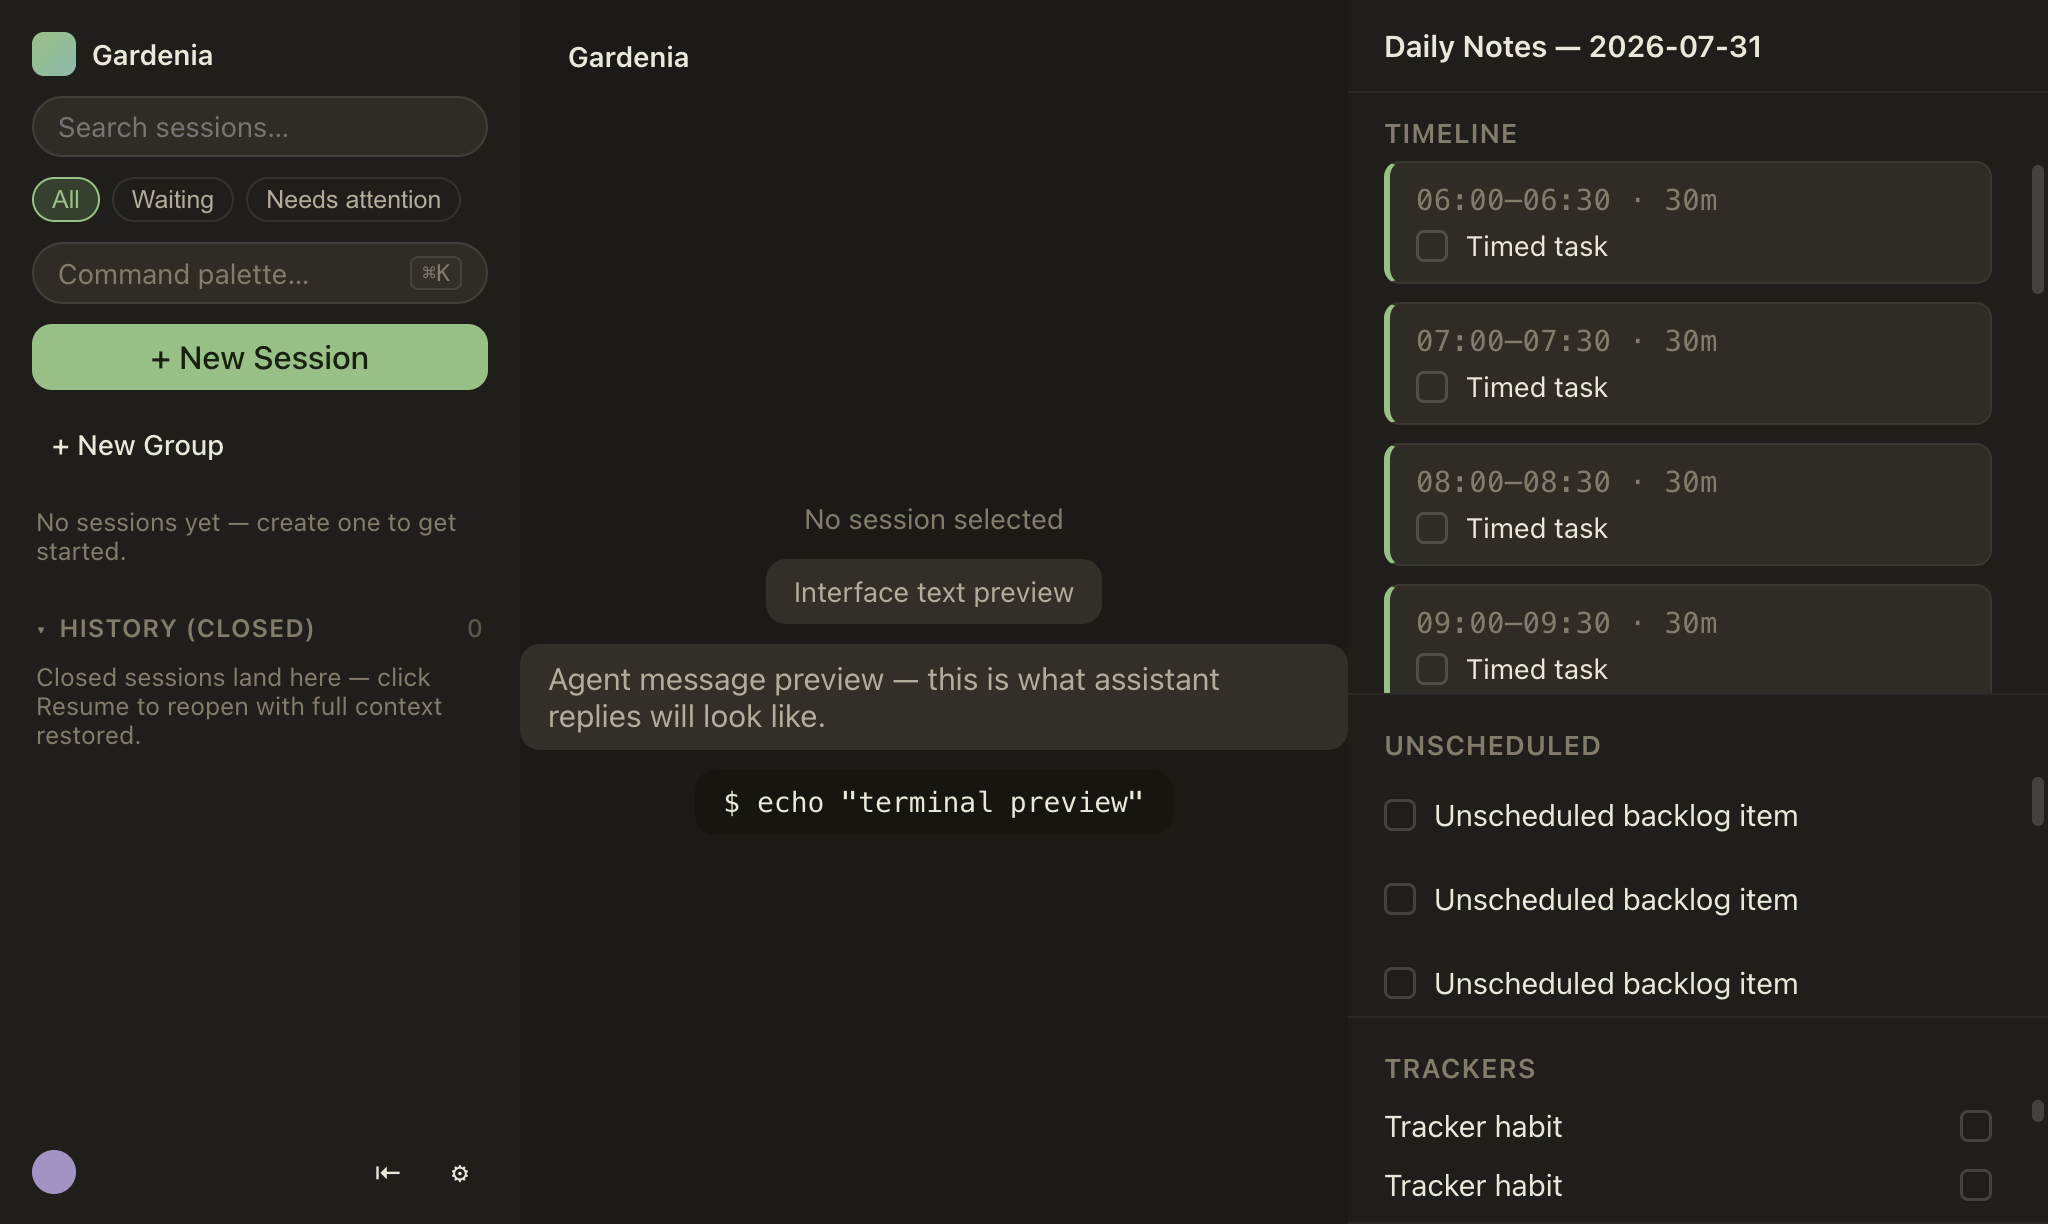 Gardenia
Search sessions...
All
Waiting
Needs attention
Command palette...
⌘K
+ New Session
+ New Group
No sessions yet — create one to get
started.
▾ HISTORY (CLOSED) 0
Closed sessions land here — click
Resume to reopen with full context
restored.
Gardenia
No session selected
Interface text preview
Agent message preview — this is what assistant
replies will look like.
$ echo "terminal preview"
Daily Notes — 2026-07-31
TIMELINE
06:00–06:30 · 30m
Timed task
07:00–07:30 · 30m
Timed task
08:00–08:30 · 30m
Timed task
09:00–09:30 · 30m
Timed task
UNSCHEDULED
Unscheduled backlog item
Unscheduled backlog item
Unscheduled backlog item
TRACKERS
Tracker habit
Tracker habit